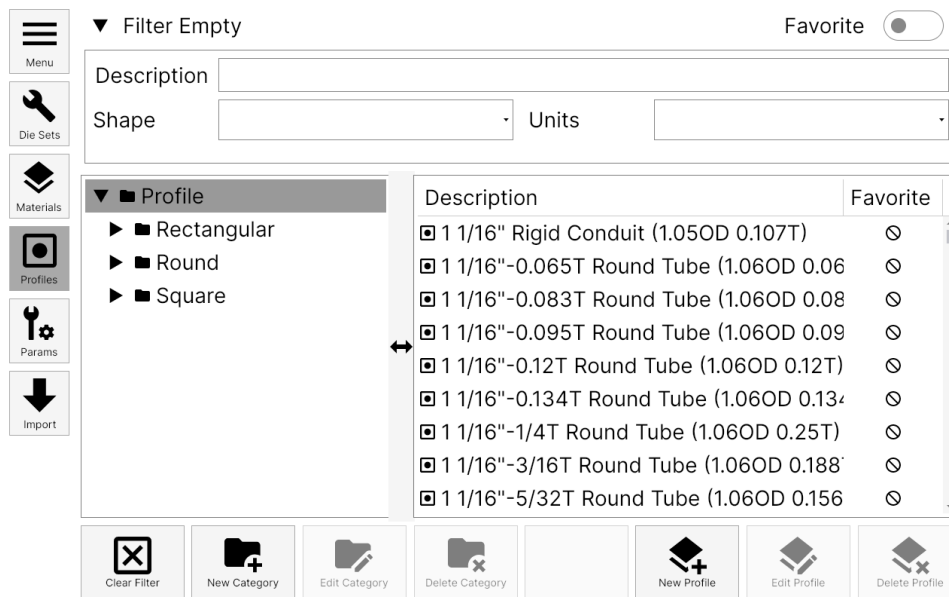 Filter Empty
Favorite
Menu
Description
Die Sets
Shape
Units
Materials
Profile
Rectangular
Round
Square
Description
Favorite
1 1/16" Rigid Conduit (1.05OD 0.107T)
1 1/16"-0.065T Round Tube (1.06OD 0.06
1 1/16"-0.083T Round Tube (1.06OD 0.08
1 1/16"-0.095T Round Tube (1.06OD 0.09
1 1/16"-0.12T Round Tube (1.06OD 0.12T)
1 1/16"-0.134T Round Tube (1.06OD 0.134
1 1/16"-1/4T Round Tube (1.06OD 0.25T)
1 1/16"-3/16T Round Tube (1.06OD 0.188
1 1/16"-5/32T Round Tube (1.06OD 0.156
Profiles
Params
Import
Clear Filter
New Category
Edit Category
Delete Category
New Profile
Edit Profile
Delete Profile